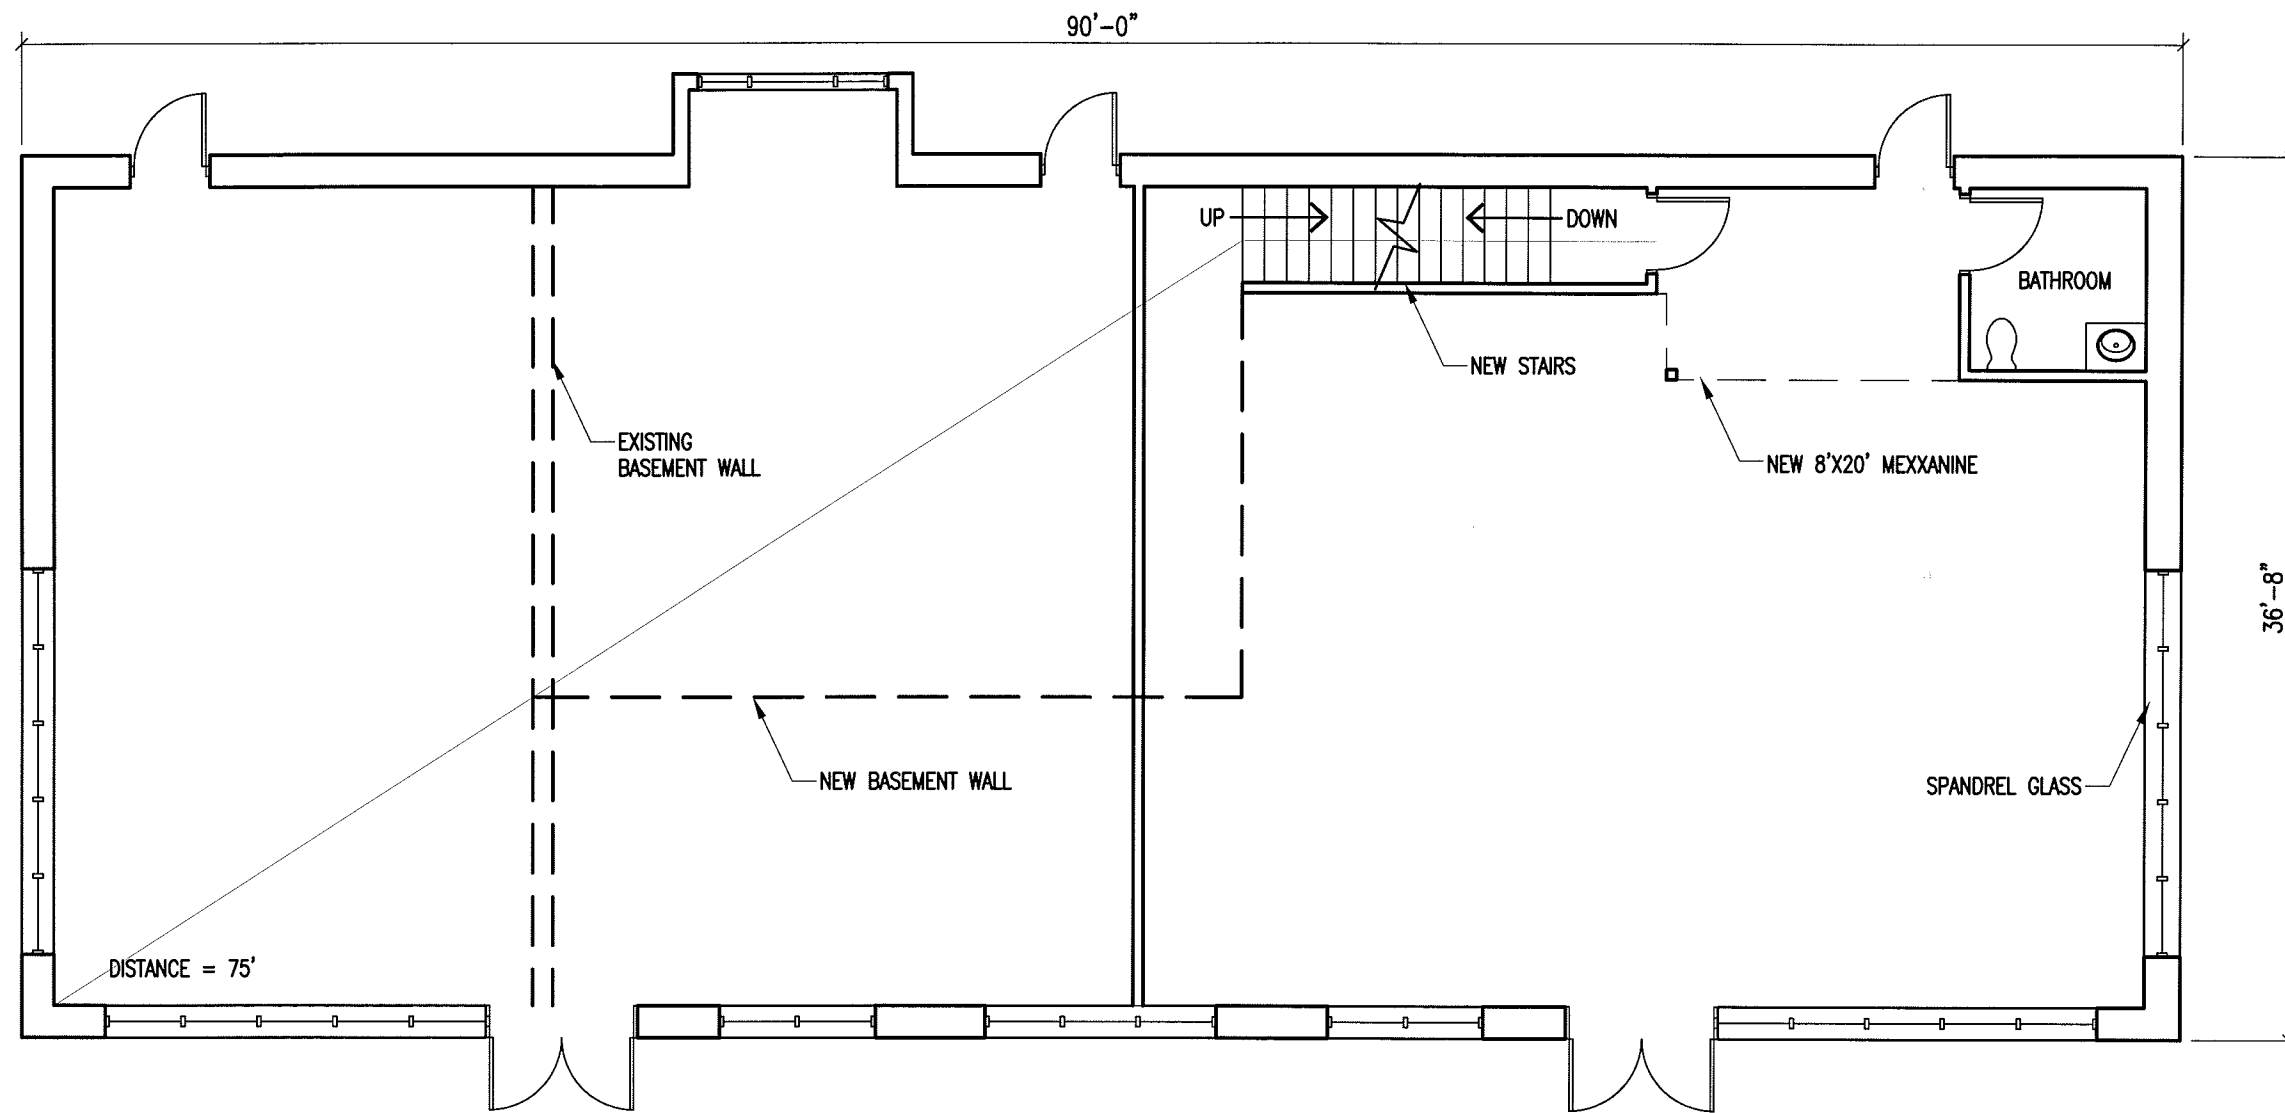 90'-0"
UP
DOWN
BATHROOM
NEW STAIRS
EXISTING
BASEMENT WALL
NEW 8'X20' MEXXANINE
36'-8"
NEW BASEMENT WALL
SPANDREL GLASS
DISTANCE = 75'